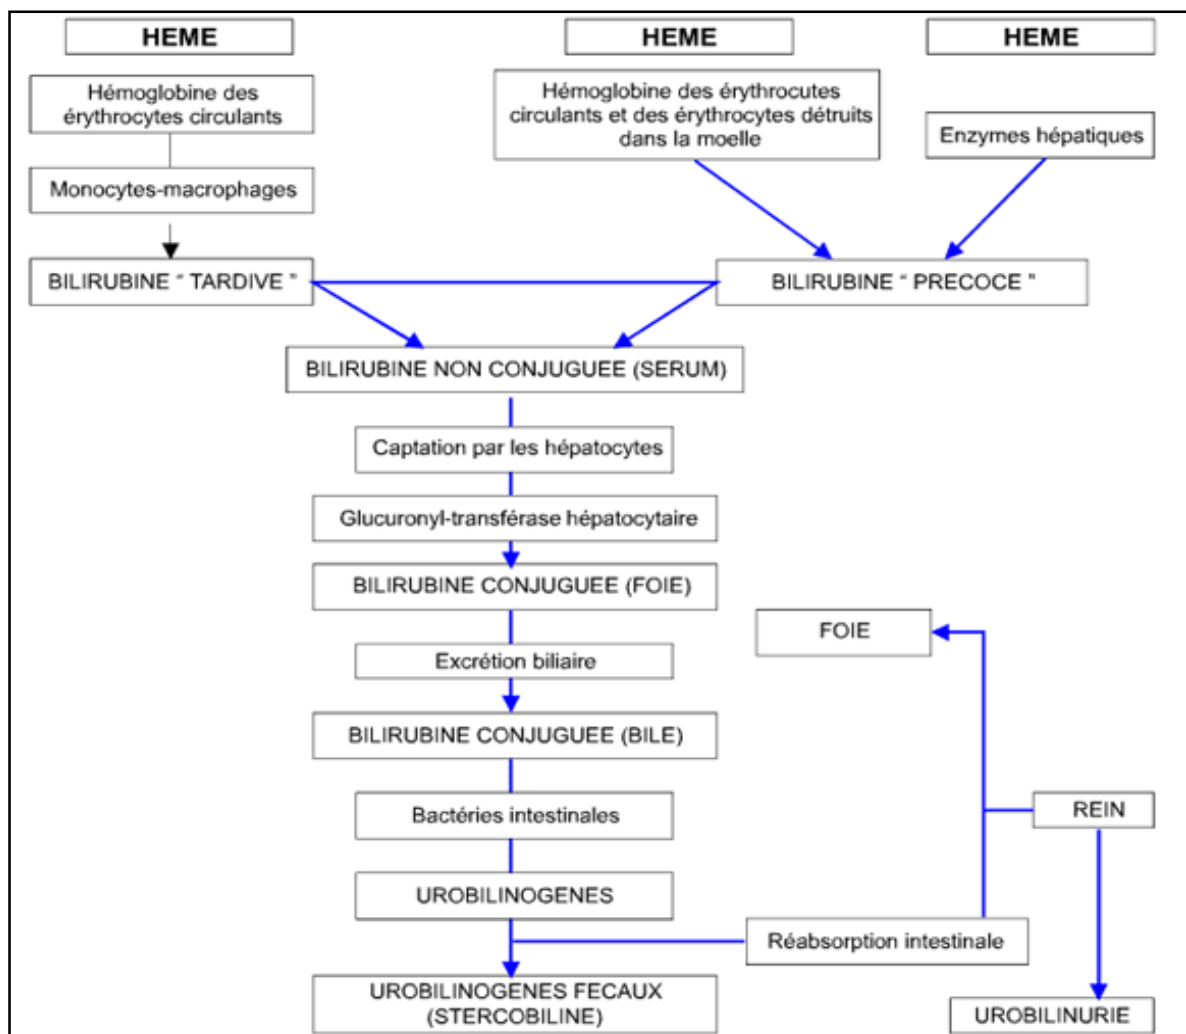 HEME
HEME
HEME
Hémoglobine des
érythrocytes circulants
Hémoglobine des érythrocutes
circulants et des érythrocytes détruits
dans la moelle
Enzymes hépatiques
Monocytes-macrophages
BILIRUBINE “ TARDIVE ”
BILIRUBINE “ PRECOCE ”
BILIRUBINE NON CONJUGUEE (SERUM)
Captation par les hépatocytes
Glucuronyl-transférase hépatocytaire
BILIRUBINE CONJUGUEE (FOIE)
FOIE
Excrétion biliaire
BILIRUBINE CONJUGUEE (BILE)
Bactéries intestinales
REIN
UROBILINOGENES
Réabsorption intestinale
UROBILINOGENES FECAUX
(STERCOBILINE)
UROBILINURIE